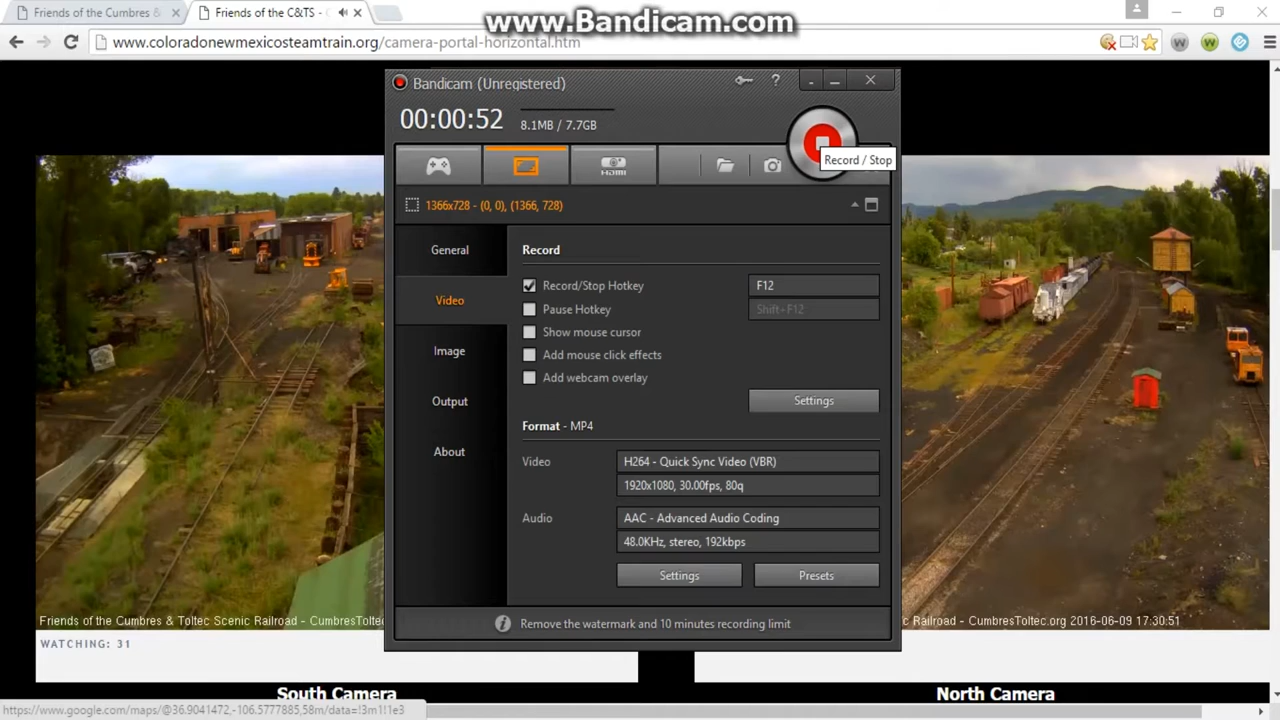 Friends of the Cumbres &
Friends of the C&TS -
www.Bandicam.com
www.coloradonewmexicosteamtrain.org/camera-portal-horizontal.htm
Bandicam (Unregistered)
?
00:00:52
8.1MB / 7.7GB
HDMI
Record / Stop
1366x728 - (0, 0), (1366, 728)
General
Video
Image
Output
About
Record
Record/Stop Hotkey
F12
Pause Hotkey
Shift+F12
Show mouse cursor
Add mouse click effects
Add webcam overlay
Settings
Format - MP4
Video
H264 - Quick Sync Video (VBR)
1920x1080, 30.00fps, 80q
Audio
AAC - Advanced Audio Coding
48.0KHz, stereo, 192kbps
Settings
Presets
Remove the watermark and 10 minutes recording limit
Friends of the Cumbres & Toltec Scenic Railroad - CumbresTol
Railroad - CumbresToltec.org 2016-06-09 17:30:51
WATCHING: 31
South Camera
North Camera
https://www.google.com/maps/@36.9041472,-106.5777885,58m/data=!3m1!1e3